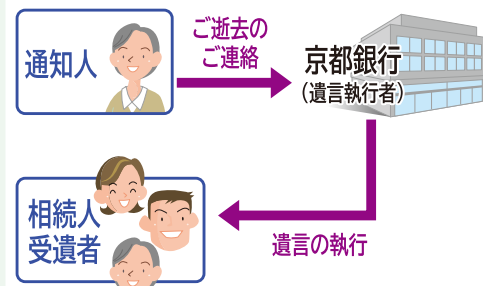 通知人
ご逝去の
ご連絡
京都銀行
（遺言執行者）
相続人
受遺者
遺言の執行